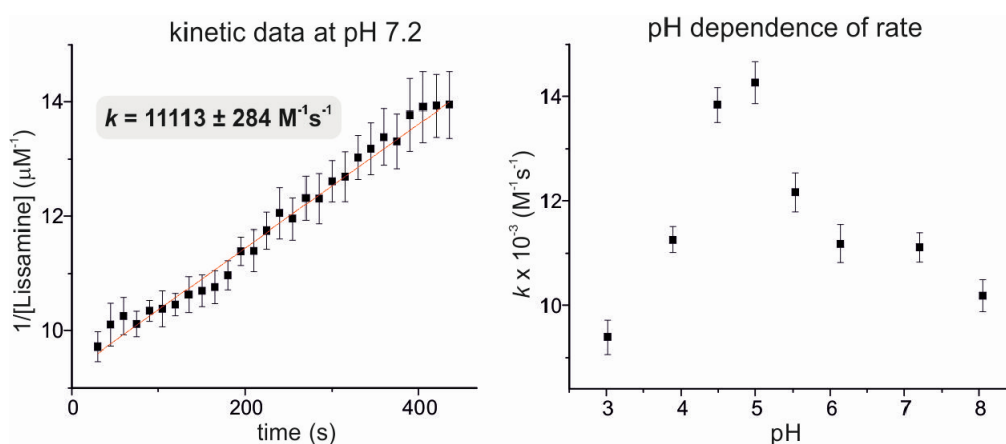 kinetic data at pH 7.2
k = 11113 ± 284 M⁻¹s⁻¹
1/[Lissamine] (μM⁻¹)
14
12
10
0
200
400
time (s)
pH dependence of rate
k x 10⁻³ (M⁻¹s⁻¹)
14
12
10
3
4
5
6
7
8
pH